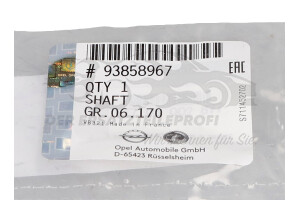 # 93858967
EAC
QTY 1
SHAFT
GR.06.170
Made in France
Opel Automobile GmbH
D-65423 Rüsselsheim